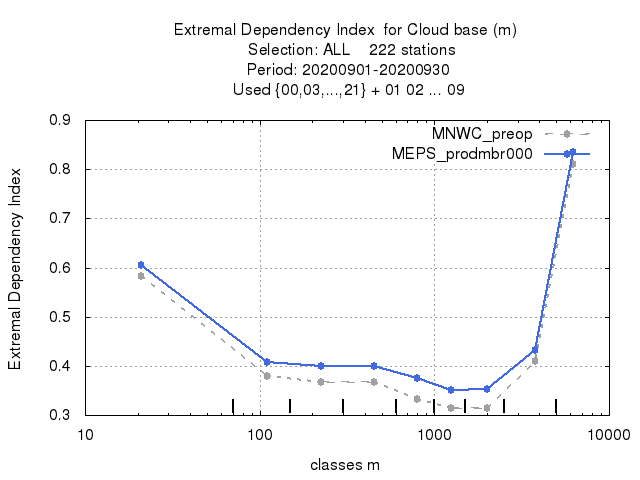 Extremal Dependency Index  for Cloud base (m)
Selection: ALL    222 stations
Period: 20200901-20200930
Used {00,03,...,21} + 01 02 ... 09
MNWC_preop
MEPS_prodmbr000
Extremal Dependency Index
0.9
0.8
0.7
0.6
0.5
0.4
0.3
10 100 1000 10000
classes m